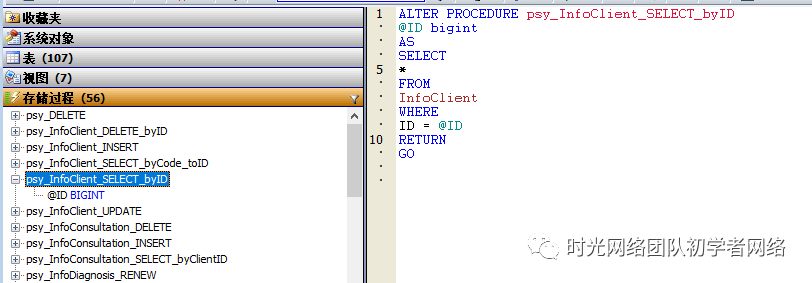 收藏夹
系统对象
表 (107)
视图 (7)
存储过程 (56)
psy_DELETE
psy_InfoClient_DELETE_byID
psy_InfoClient_INSERT
psy_InfoClient_SELECT_byCode_toID
psy_InfoClient_SELECT_byID
@ID BIGINT
psy_InfoClient_UPDATE
psy_InfoConsultation_DELETE
psy_InfoConsultation_INSERT
psy_InfoConsultation_SELECT_byClientID
psy_InfoDiagnosis_RENEW
1 ALTER PROCEDURE psy_InfoClient_SELECT_byID
@ID bigint
AS
SELECT
5 *
FROM
InfoClient
WHERE
ID = @ID
10 RETURN
GO
时光网络团队初学者网络